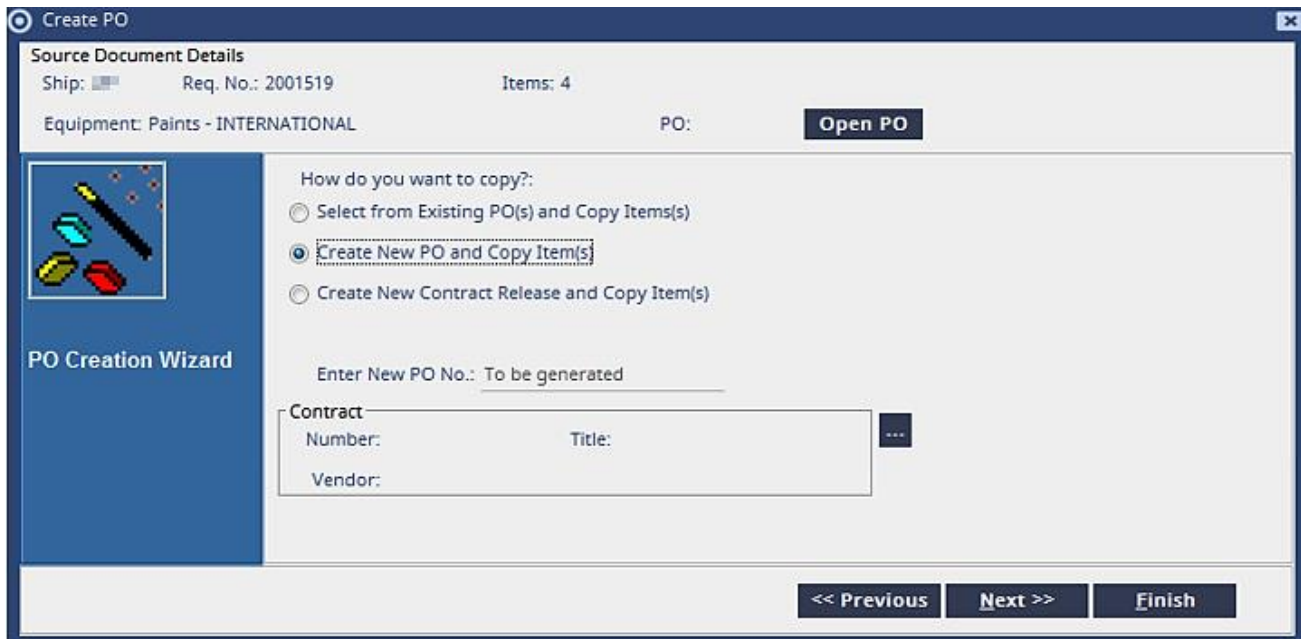 Create PO
Source Document Details
Ship: Req. No.: 2001519 Items: 4
Equipment: Paints - INTERNATIONAL PO: Open PO
How do you want to copy?:
Select from Existing PO(s) and Copy Items(s)
Create New PO and Copy Item(s)
Create New Contract Release and Copy Item(s)
PO Creation Wizard
Enter New PO No.: To be generated
Contract
Number: Title:
...
Vendor:
<< Previous Next >> Finish